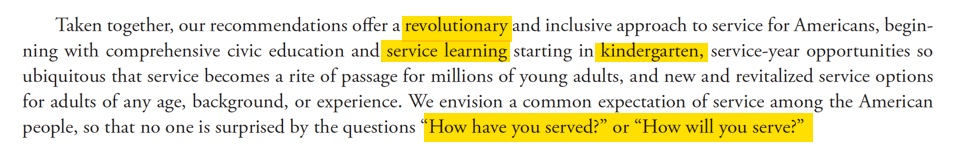 Taken together, our recommendations offer a revolutionary and inclusive approach to service for Americans, begin-
ning with comprehensive civic education and service learning starting in kindergarten, service-year opportunities so
ubiquitous that service becomes a rite of passage for millions of young adults, and new and revitalized service options
for adults of any age, background, or experience. We envision a common expectation of service among the American
people, so that no one is surprised by the questions “How have you served?” or “How will you serve?”